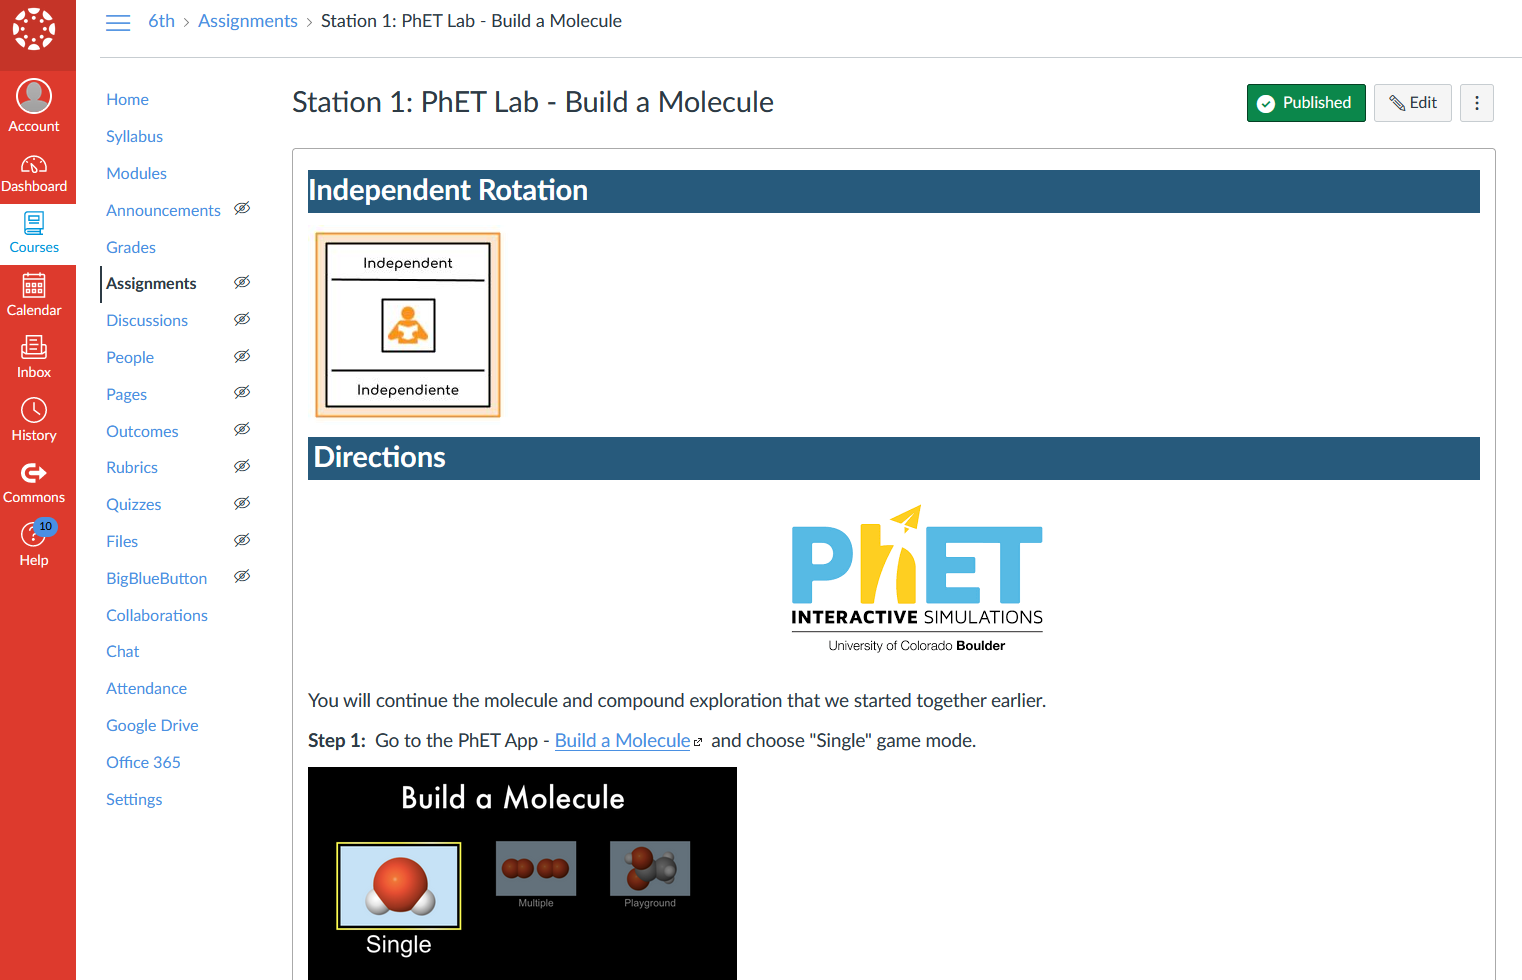 6th > Assignments > Station 1: PhET Lab - Build a Molecule
Account
Dashboard
Courses
Calendar
Inbox
History
Commons
10
Help
Home
Syllabus
Modules
Announcements
Grades
Assignments
Discussions
People
Pages
Outcomes
Rubrics
Quizzes
Files
BigBlueButton
Collaborations
Chat
Attendance
Google Drive
Office 365
Settings
Station 1: PhET Lab - Build a Molecule
Published
Edit
Independent Rotation
Independent
Independiente
Directions
PhET
INTERACTIVE SIMULATIONS
University of Colorado Boulder
You will continue the molecule and compound exploration that we started together earlier.
Step 1: Go to the PhET App - Build a Molecule and choose "Single" game mode.
Build a Molecule
Single
Multiple
Playground